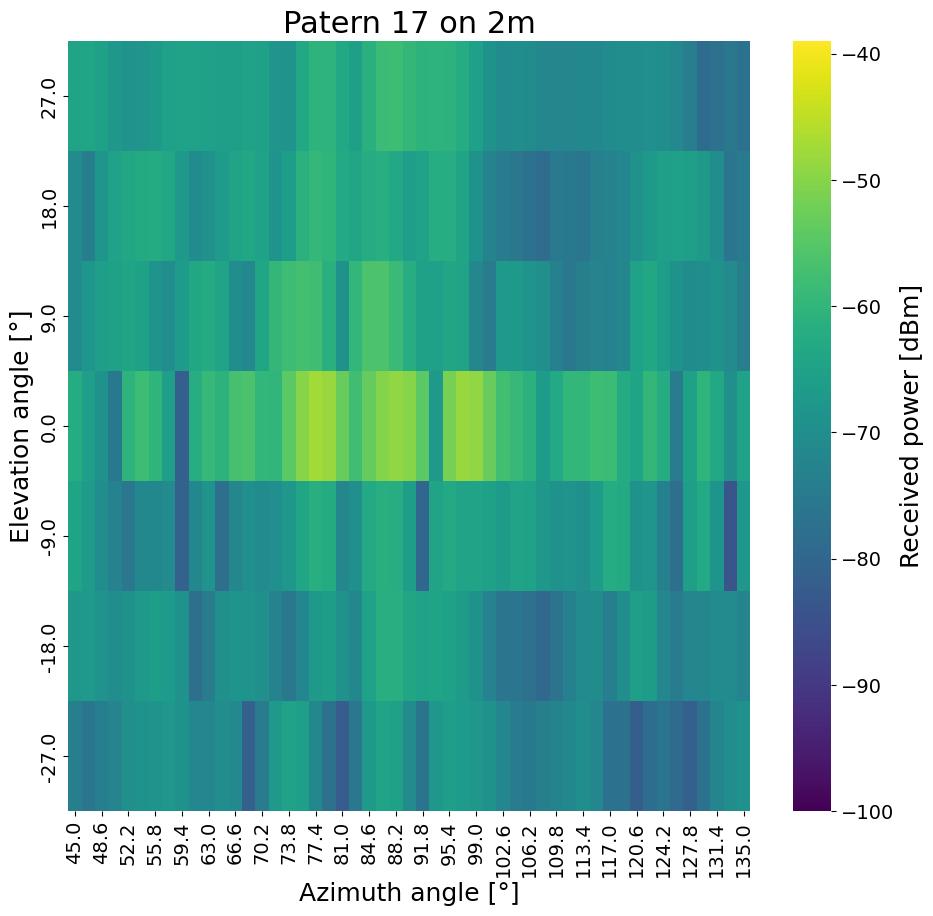 Patern 17 on 2m
Elevation angle [°]
27.0
18.0
9.0
0.0
-9.0
-18.0
-27.0
45.0 48.6 52.2 55.8 59.4 63.0 66.6 70.2 73.8 77.4 81.0 84.6 88.2 91.8 95.4 99.0 102.6 106.2 109.8 113.4 117.0 120.6 124.2 127.8 131.4 135.0
Azimuth angle [°]
−40
−50
−60
−70
−80
−90
−100
Received power [dBm]